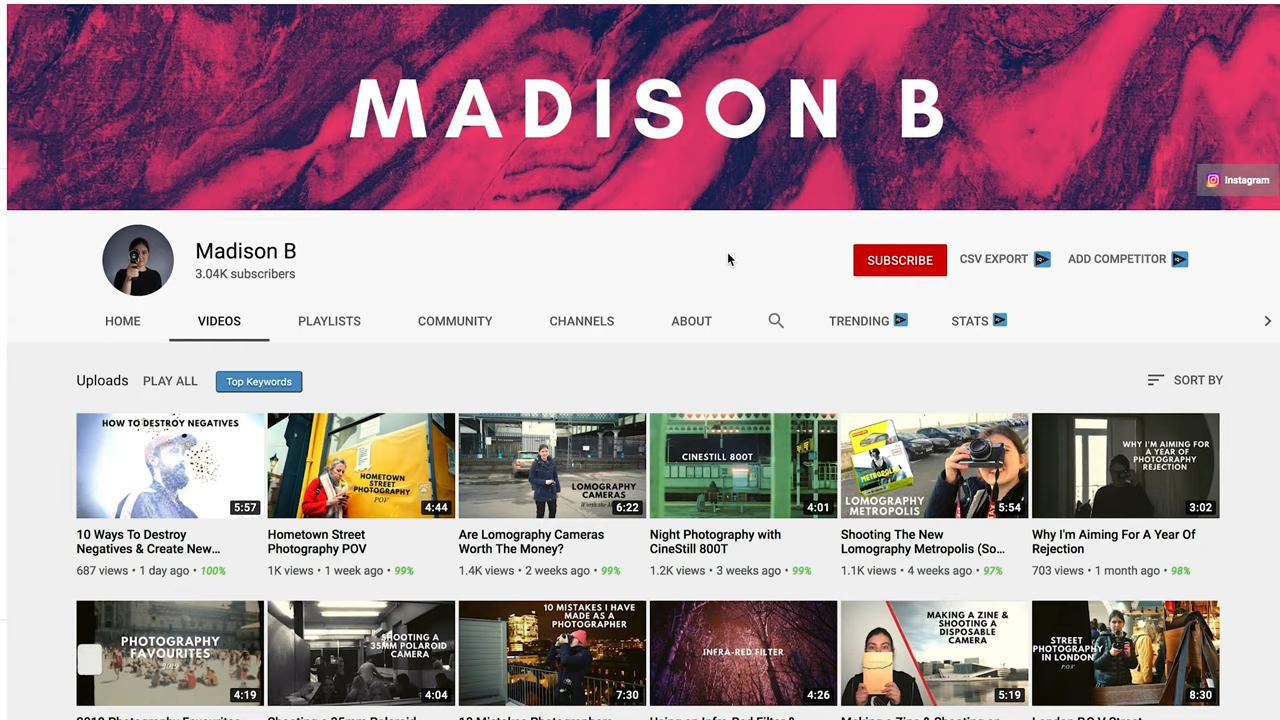 MADISON B
Instagram
Madison B
3.04K subscribers
SUBSCRIBE
CSV EXPORT
ADD COMPETITOR
HOME
VIDEOS
PLAYLISTS
COMMUNITY
CHANNELS
ABOUT
TRENDING
STATS
Uploads
PLAY ALL
Top Keywords
SORT BY
HOW TO DESTROY NEGATIVES
5:57
10 Ways To Destroy
Negatives & Create New...
687 views • 1 day ago • 100%
HOMETOWN
STREET
PHOTOGRAPHY
POV
4:44
Hometown Street
Photography POV
1K views • 1 week ago • 99%
LOMOGRAPHY
CAMERAS
6:22
Are Lomography Cameras
Worth The Money?
1.4K views • 2 weeks ago • 99%
CINESTILL 800T
4:01
Night Photography with
CineStill 800T
1.2K views • 3 weeks ago • 99%
METROPOLIS
LOMOGRAPHY
METROPOLIS
5:54
Shooting The New
Lomography Metropolis (So...
1.1K views • 4 weeks ago • 97%
WHY I'M AIMING FOR
A YEAR OF
PHOTOGRAPHY
REJECTION
3:02
Why I'm Aiming For A Year Of
Rejection
703 views • 1 month ago • 98%
PHOTOGRAPHY
FAVOURITES
2019
4:19
SHOOTING A
35MM POLAROID
CAMERA
4:04
10 MISTAKES I HAVE
MADE AS A
PHOTOGRAPHER
7:30
INFRA-RED FILTER
4:26
MAKING A ZINE &
SHOOTING A
DISPOSABLE
CAMERA
5:19
STREET
PHOTOGRAPHY
IN LONDON
P.O.V
8:30